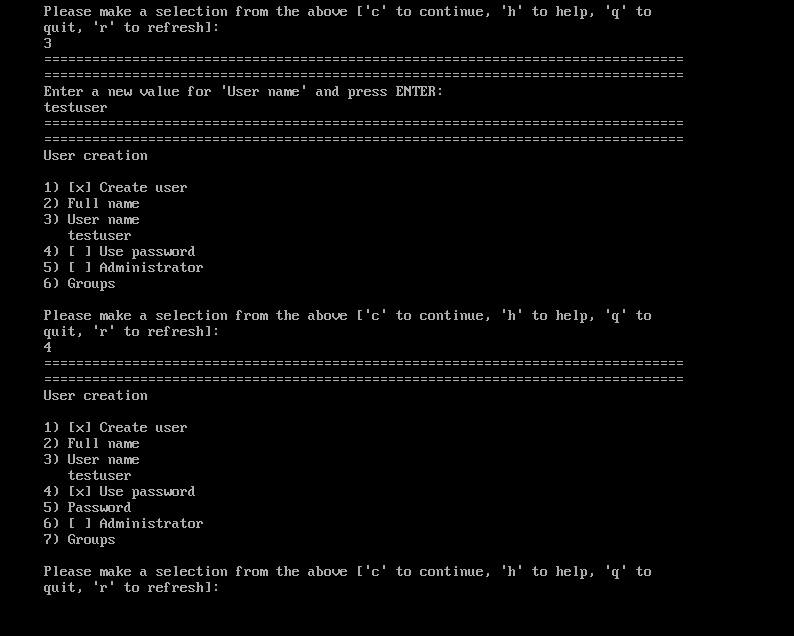 Please make a selection from the above ['c' to continue, 'h' to help, 'q' to
quit, 'r' to refresh]:
3
================================================================================
================================================================================
Enter a new value for 'User name' and press ENTER:
testuser
================================================================================
================================================================================
User creation
1) [x] Create user
2) Full name
3) User name
testuser
4) [ ] Use password
5) [ ] Administrator
6) Groups
Please make a selection from the above ['c' to continue, 'h' to help, 'q' to
quit, 'r' to refresh]:
4
================================================================================
================================================================================
User creation
1) [x] Create user
2) Full name
3) User name
testuser
4) [x] Use password
5) Password
6) [ ] Administrator
7) Groups
Please make a selection from the above ['c' to continue, 'h' to help, 'q' to
quit, 'r' to refresh]: